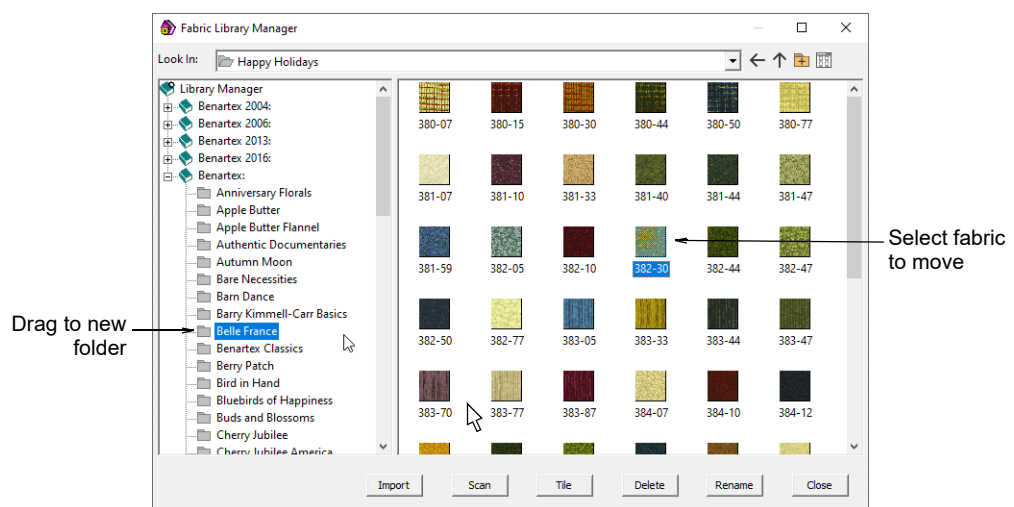 Fabric Library Manager
Look In:
Happy Holidays
Library Manager
Benartex 2004:
Benartex 2006:
Benartex 2013:
Benartex 2016:
Benartex:
Anniversary Florals
Apple Butter
Apple Butter Flannel
Authentic Documentaries
Autumn Moon
Bare Necessities
Barn Dance
Barry Kimmell-Carr Basics
Belle France
Benartex Classics
Berry Patch
Bird in Hand
Bluebirds of Happiness
Buds and Blossoms
Cherry Jubilee
Cherry Jubilee America
380-07 380-15 380-30 380-44 380-50 380-77
381-07 381-10 381-33 381-40 381-44 381-47
381-59 382-05 382-10 382-30 382-44 382-47
382-50 382-77 383-05 383-33 383-44 383-47
383-70 383-77 383-87 384-07 384-10 384-12
Import Scan Tile Delete Rename Close
Drag to new
folder
Select fabric
to move